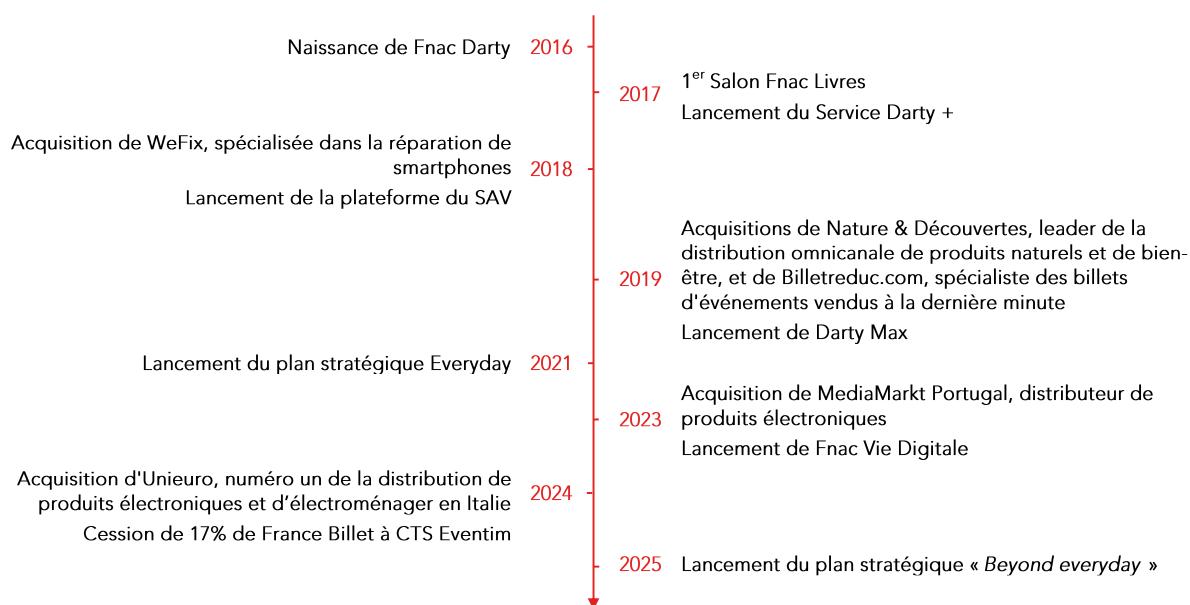 Naissance de Fnac Darty 2016
2017 1er Salon Fnac Livres
Lancement du Service Darty +
Acquisition de WeFix, spécialisée dans la réparation de
smartphones
2018
Lancement de la plateforme du SAV
Acquisitions de Nature & Découvertes, leader de la
distribution omnicanale de produits naturels et de bien-
2019 être, et de Billetreduc.com, spécialiste des billets
d'événements vendus à la dernière minute
Lancement de Darty Max
Lancement du plan stratégique Everyday 2021
Acquisition de MediaMarkt Portugal, distributeur de
2023 produits électroniques
Lancement de Fnac Vie Digitale
Acquisition d'Unieuro, numéro un de la distribution de
produits électroniques et d’électroménager en Italie 2024
Cession de 17% de France Billet à CTS Eventim
2025 Lancement du plan stratégique « Beyond everyday »